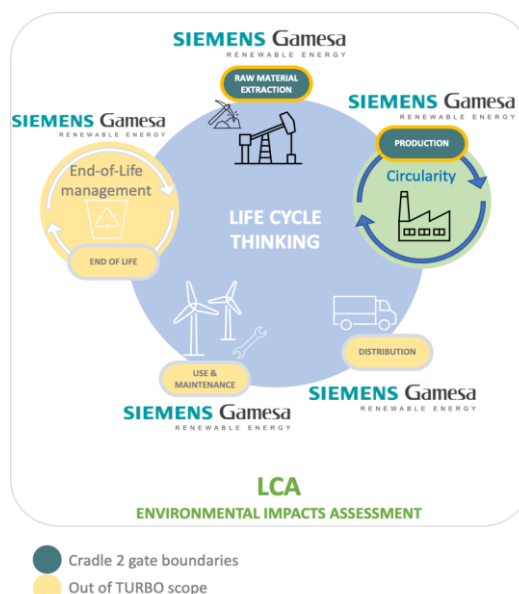 SIEMENS Gamesa
RENEWABLE ENERGY
RAW MATERIAL
EXTRACTION
SIEMENS Gamesa
RENEWABLE ENERGY
PRODUCTION
Circularity
SIEMENS Gamesa
RENEWABLE ENERGY
End-of-Life
management
END OF LIFE
LIFE CYCLE
THINKING
USE &
MAINTENANCE
SIEMENS Gamesa
RENEWABLE ENERGY
DISTRIBUTION
SIEMENS Gamesa
RENEWABLE ENERGY
LCA
ENVIRONMENTAL IMPACTS ASSESSMENT
Cradle 2 gate boundaries
Out of TURBO scope